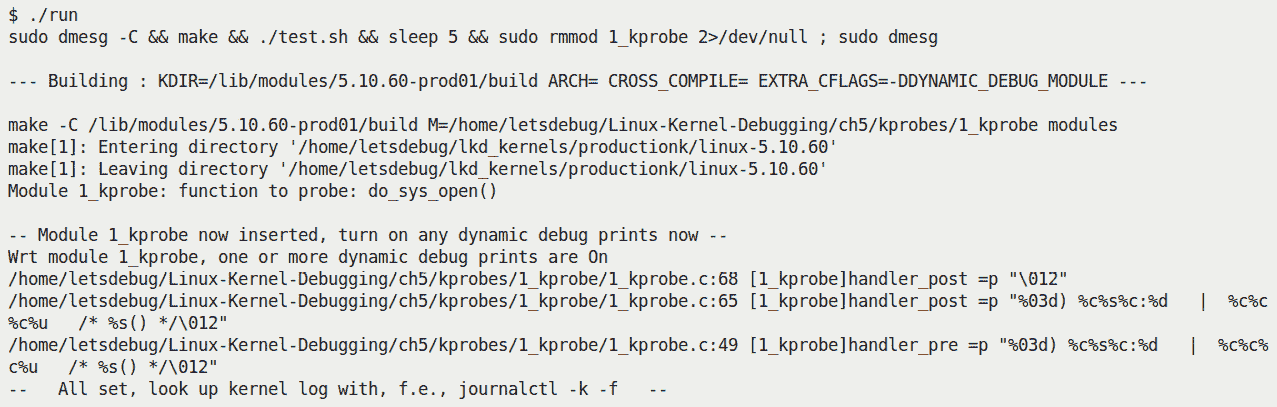 $ ./run
sudo dmesg -C && make && ./test.sh && sleep 5 && sudo rmmod 1_kprobe 2>/dev/null ; sudo dmesg
--- Building : KDIR=/lib/modules/5.10.60-prod01/build ARCH= CROSS_COMPILE= EXTRA_CFLAGS=-DDYNAMIC_DEBUG_MODULE ---
make -C /lib/modules/5.10.60-prod01/build M=/home/letsdebug/Linux-Kernel-Debugging/ch5/kprobes/1_kprobe modules
make[1]: Entering directory '/home/letsdebug/lkd_kernels/productionk/linux-5.10.60'
make[1]: Leaving directory '/home/letsdebug/lkd_kernels/productionk/linux-5.10.60'
Module 1_kprobe: function to probe: do_sys_open()
-- Module 1_kprobe now inserted, turn on any dynamic debug prints now --
Wrt module 1_kprobe, one or more dynamic debug prints are On
/home/letsdebug/Linux-Kernel-Debugging/ch5/kprobes/1_kprobe/1_kprobe.c:68 [1_kprobe]handler_post =p "\012"
/home/letsdebug/Linux-Kernel-Debugging/ch5/kprobes/1_kprobe/1_kprobe.c:65 [1_kprobe]handler_post =p "%03d) %c%s%c:%d   |  %c%c
%c%u   /* %s() */\012"
/home/letsdebug/Linux-Kernel-Debugging/ch5/kprobes/1_kprobe/1_kprobe.c:49 [1_kprobe]handler_pre =p "%03d) %c%s%c:%d   |  %c%c%
c%u   /* %s() */\012"
--   All set, look up kernel log with, f.e., journalctl -k -f   --